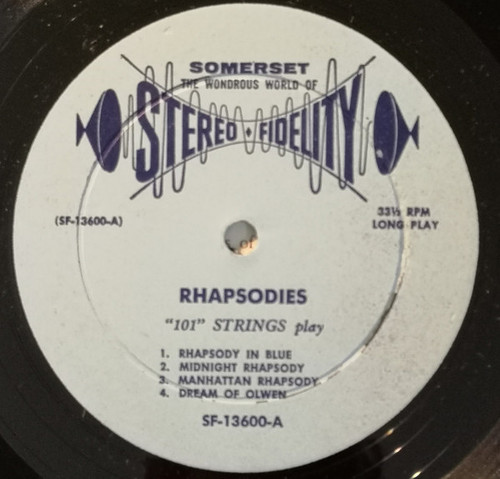 SOMERSET
THE WONDROUS WORLD OF
STEREO • FIDELITY
(SF-13600-A)
33⅓ RPM
LONG PLAY
of
RHAPSODIES
"101" STRINGS play
1. RHAPSODY IN BLUE
2. MIDNIGHT RHAPSODY
3. MANHATTAN RHAPSODY
4. DREAM OF OLWEN
SF-13600-A